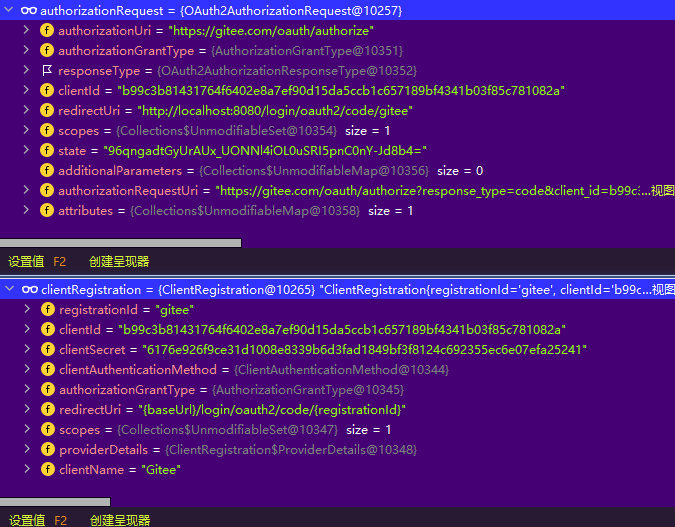 authorizationRequest = {OAuth2AuthorizationRequest@10257}
authorizationUri = "https://gitee.com/oauth/authorize"
authorizationGrantType = {AuthorizationGrantType@10351}
responseType = {OAuth2AuthorizationResponseType@10352}
clientId = "b99c3b81431764f6402e8a7ef90d15da5ccb1c657189bf4341b03f85c781082a"
redirectUri = "http://localhost:8080/login/oauth2/code/gitee"
scopes = {Collections$UnmodifiableSet@10354} size = 1
state = "96qngadtGyUrAUx_UONNl4iOL0uSRI5pnC0nY-Jd8b4="
additionalParameters = {Collections$UnmodifiableMap@10356} size = 0
authorizationRequestUri = "https://gitee.com/oauth/authorize?response_type=code&client_id=b99c3...视图
attributes = {Collections$UnmodifiableMap@10358} size = 1
设置值 F2 创建呈现器
clientRegistration = {ClientRegistration@10265} "ClientRegistration{registrationId='gitee', clientId='b99c...视图
registrationId = "gitee"
clientId = "b99c3b81431764f6402e8a7ef90d15da5ccb1c657189bf4341b03f85c781082a"
clientSecret = "6176e926f9ce31d1008e8339b6d3fad1849bf3f8124c692355ec6e07efa25241"
clientAuthenticationMethod = {ClientAuthenticationMethod@10344}
authorizationGrantType = {AuthorizationGrantType@10345}
redirectUri = "{baseUrl}/login/oauth2/code/{registrationId}"
scopes = {Collections$UnmodifiableSet@10347} size = 1
providerDetails = {ClientRegistration$ProviderDetails@10348}
clientName = "Gitee"
设置值 F2 创建呈现器